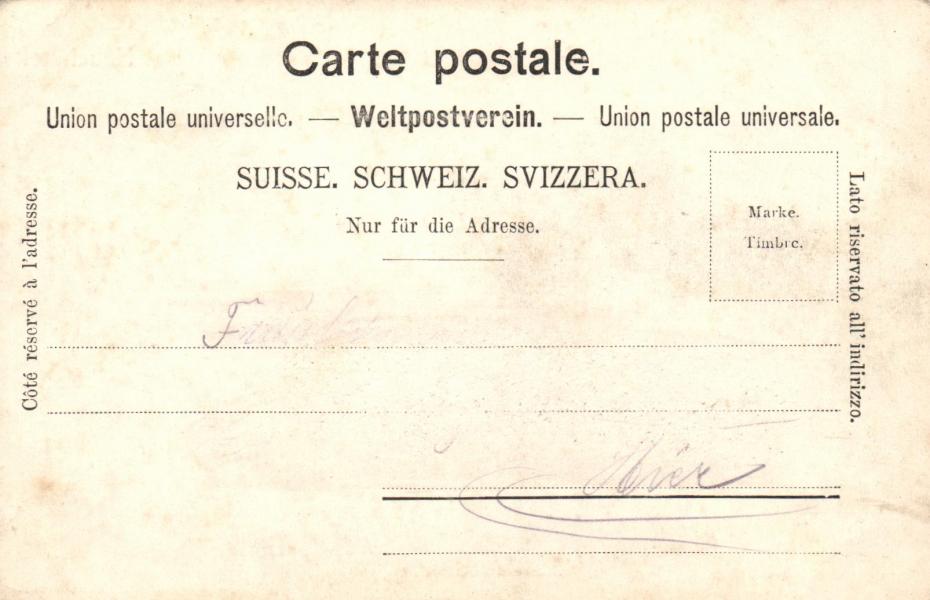 Carte postale.
Union postale universelle. — Weltpostverein. — Union postale universale.
SUISSE. SCHWEIZ. SVIZZERA.
Nur für die Adresse.
Marke.
Timbre.
Côté réservé à l'adresse.
Lato riservato all' indirizzo.
Hier